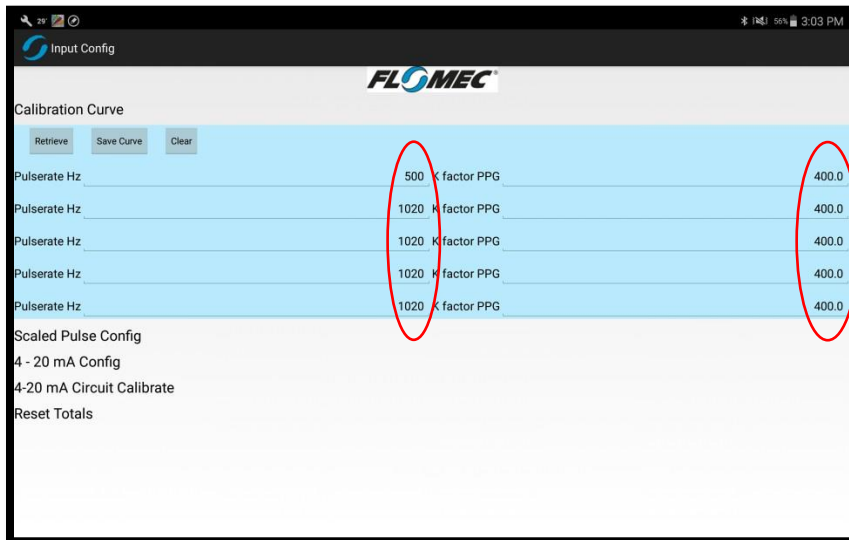 29° 56% 3:03 PM
Input Config
FLOMEC
Calibration Curve
Retrieve Save Curve Clear
Pulserate Hz 500 K factor PPG 400.0
Pulserate Hz 1020 K factor PPG 400.0
Pulserate Hz 1020 K factor PPG 400.0
Pulserate Hz 1020 K factor PPG 400.0
Pulserate Hz 1020 K factor PPG 400.0
Scaled Pulse Config
4 - 20 mA Config
4-20 mA Circuit Calibrate
Reset Totals